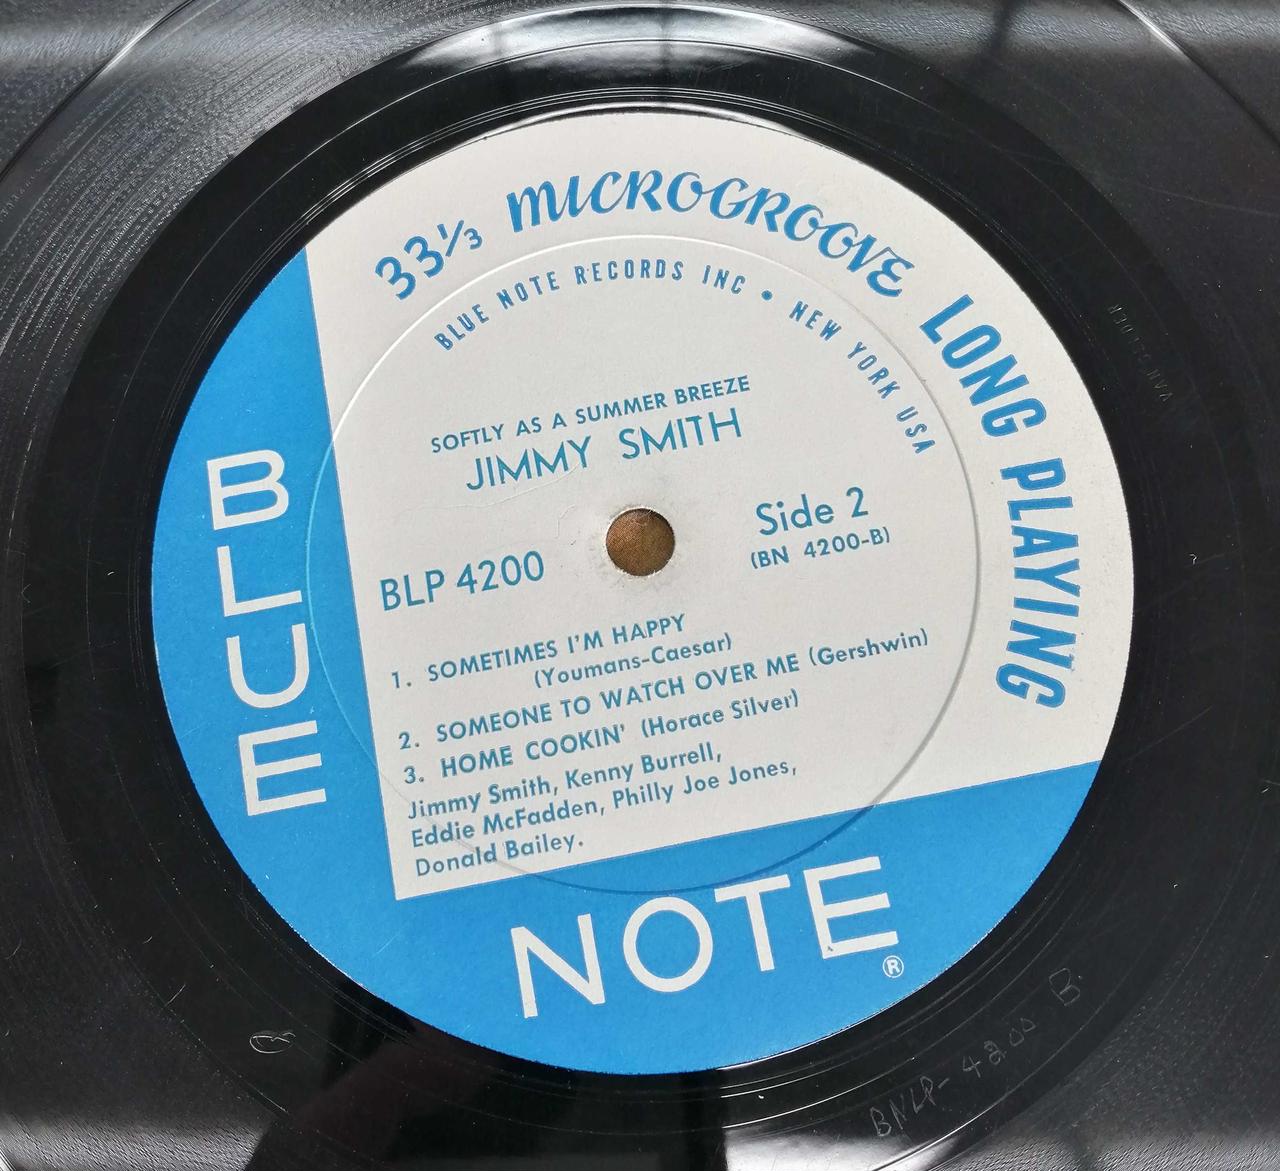 33⅓ MICROGROOVE LONG PLAYING
BLUE NOTE RECORDS INC • NEW YORK USA
SOFTLY AS A SUMMER BREEZE
JIMMY SMITH
BLP 4200
Side 2
(BN 4200-B)
1. SOMETIMES I'M HAPPY
(Youmans-Caesar)
2. SOMEONE TO WATCH OVER ME (Gershwin)
3. HOME COOKIN' (Horace Silver)
Jimmy Smith, Kenny Burrell,
Eddie McFadden, Philly Joe Jones,
Donald Bailey.
BLUE
NOTE ®
VAN GELDER
BNLP-4200 B